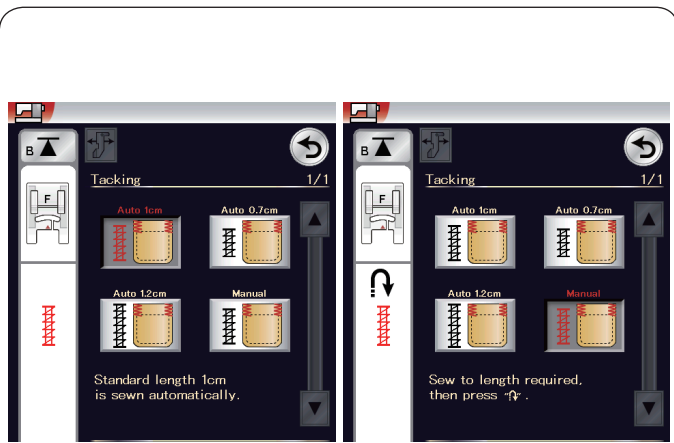 B
Tacking 1/1
F
Auto 1cm Auto 0.7cm
Auto 1.2cm Manual
Standard length 1cm
is sewn automatically.
B
Tacking 1/1
F
Auto 1cm Auto 0.7cm
Auto 1.2cm Manual
Sew to length required,
then press “ ”.